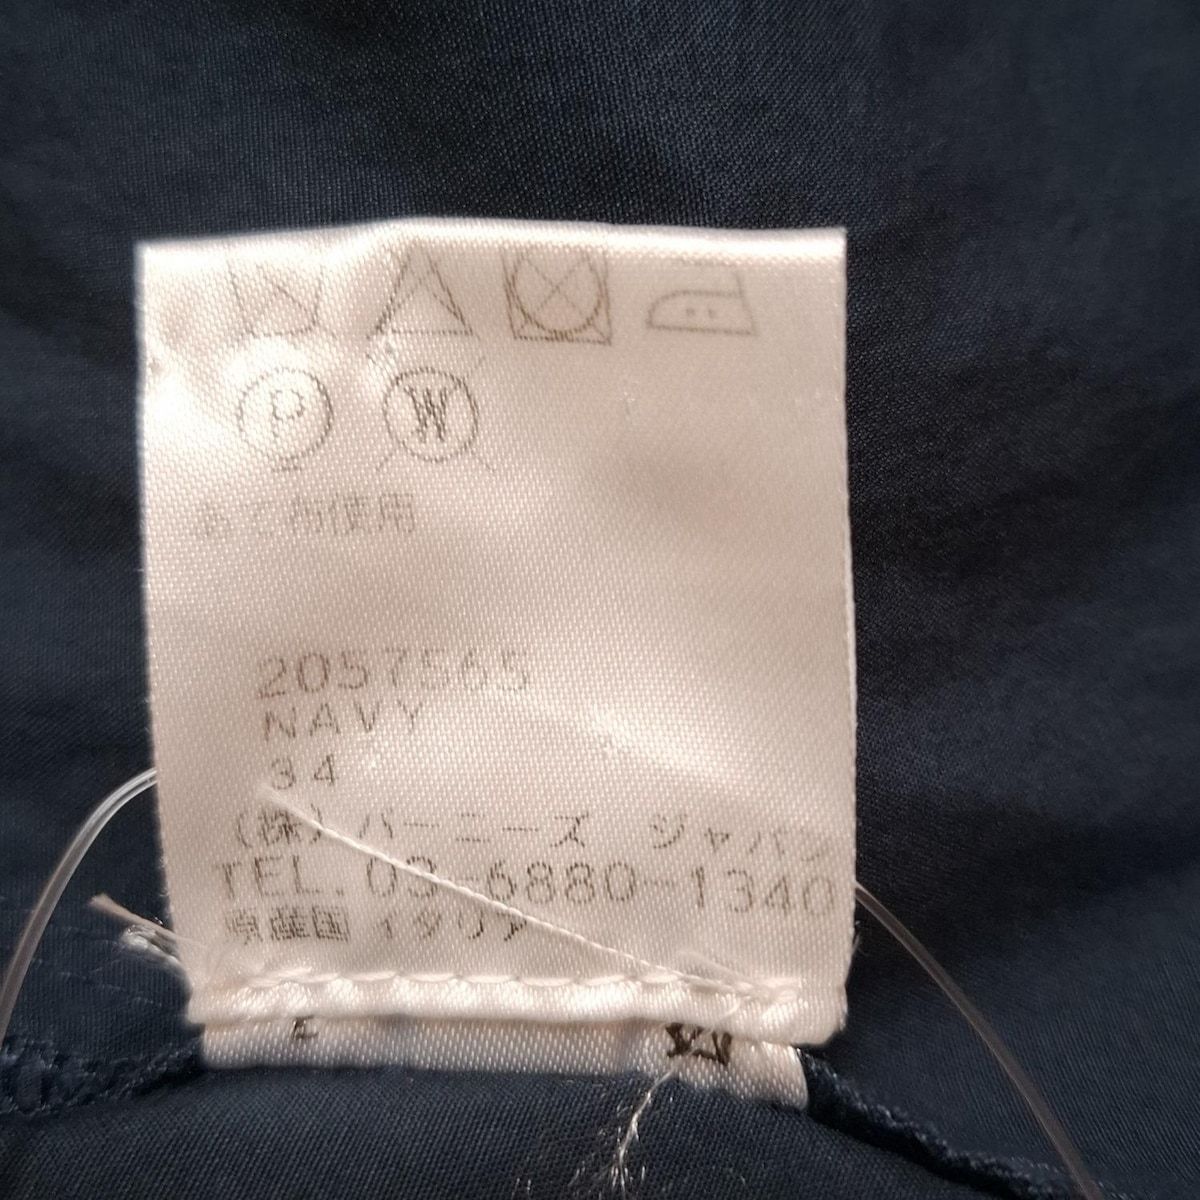 P
W
あて布使用
2057565
NAVY
34
(株)バーニーズ ジャパン
TEL. 03-6880-1340
原産国 イタリア
E